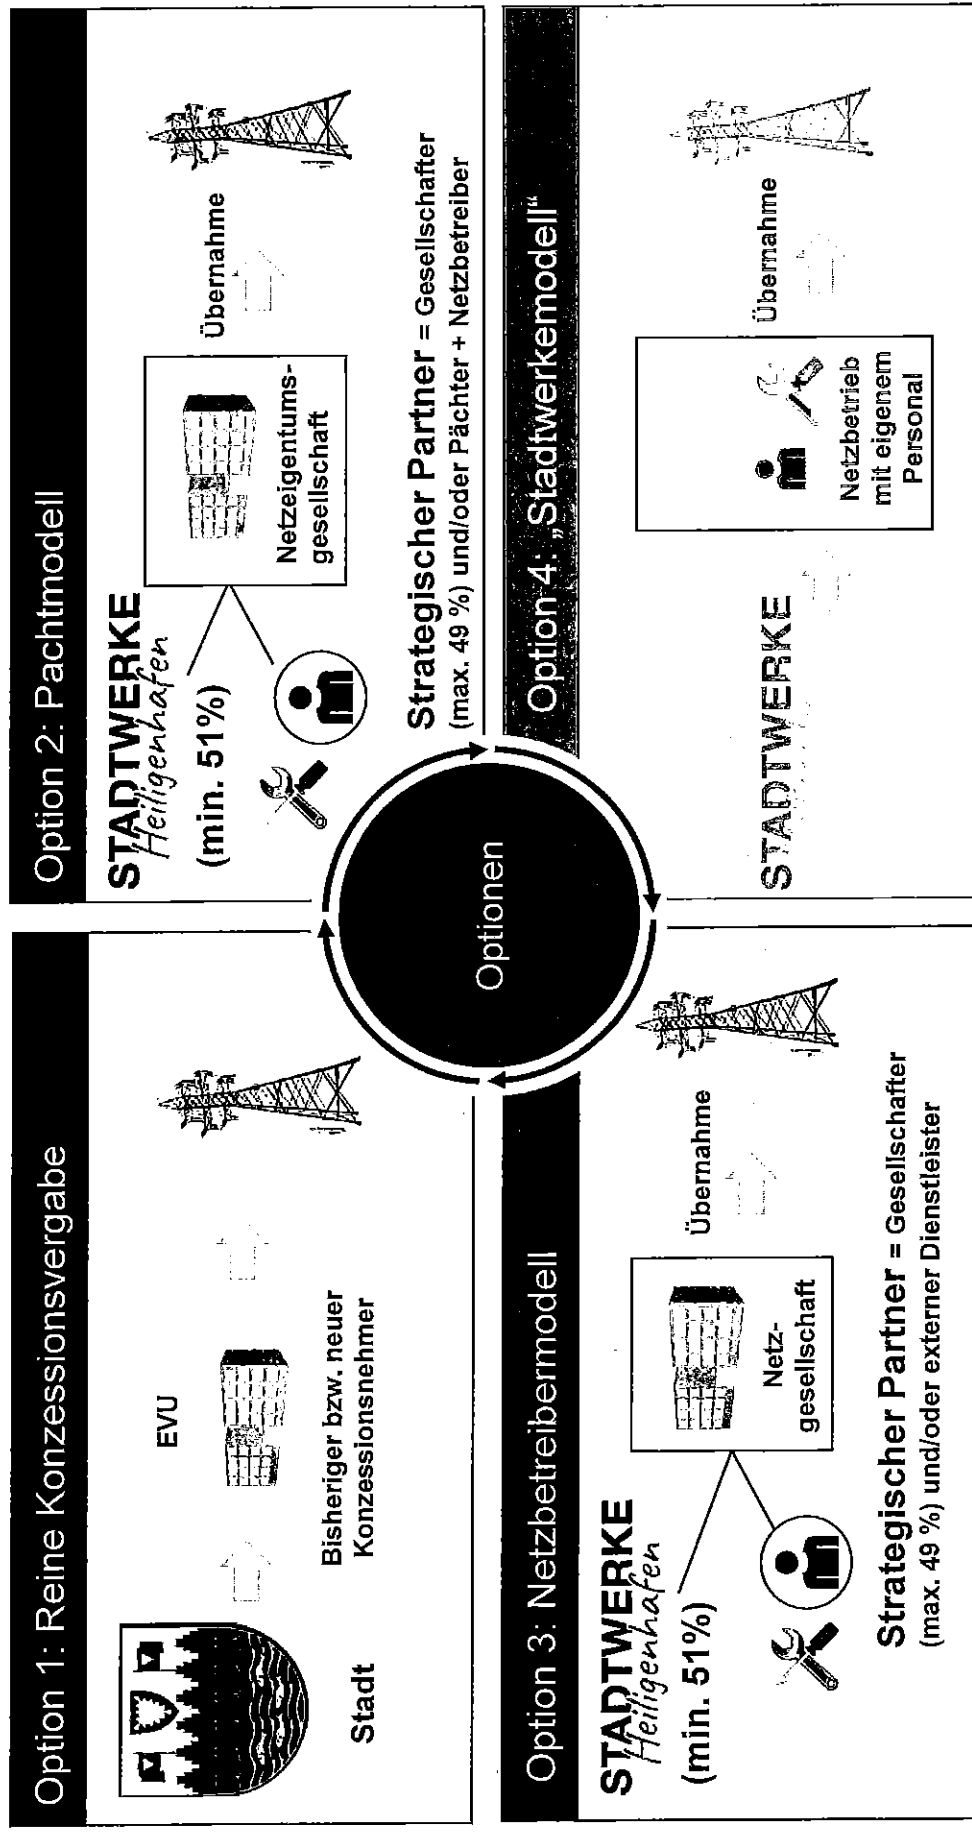 Option 1: Reine Konzessionsvergabe
EVU
Stadt
Bisheriger bzw. neuer
Konzessionsnehmer
Option 2: Pachtmodell
STADTWERKE
Heiligenhafen
(min. 51%)
Netzeigentums-
gesellschaft
Übernahme
Strategischer Partner = Gesellschafter
(max. 49 %) und/oder Pächter + Netzbetreiber
Optionen
Option 3: Netzbetreibermodell
STADTWERKE
Heiligenhafen
(min. 51%)
Netz-
gesellschaft
Übernahme
Strategischer Partner = Gesellschafter
(max. 49 %) und/oder externer Dienstleister
Option 4: „Stadtwerkemodell“
STADTWERKE
Netzbetrieb
mit eigenem
Personal
Übernahme